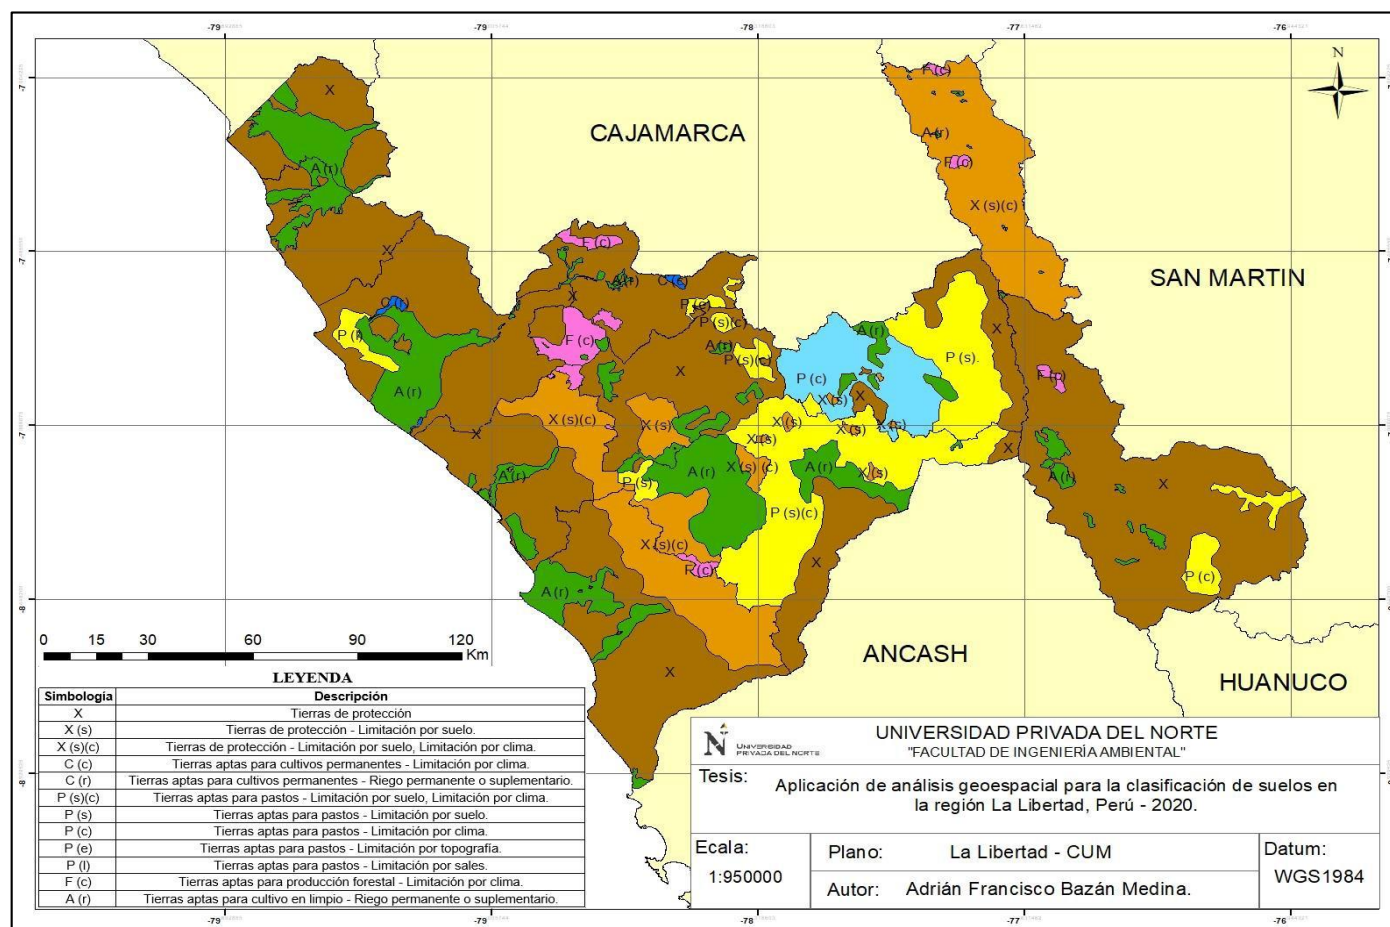 -79
-79
-78
-77
-76
N
CAJAMARCA
SAN MARTIN
ANCASH
HUANUCO
X
A (r)
X
F (c)
A (r)
C (s)
X
P (s)(c)
A (r)
P (s)(c)
P (l)
F (c)
A (r)
X
X
X (s)(c)
X (s)
A (r)
P (s)
A (r)
X (s)(c)
A (r)
X
A (r)
P (c)
X (s)
X
X (s)
X (s)
X (s)
X (s)
X (s)(c)
A (r)
P (s)(c)
X
P (s).
X
X
A (r)
X (s)(c)
X
P (c)
0 15 30 60 90 120
Km
LEYENDA
Simbología Descripción
X Tierras de protección
X (s) Tierras de protección - Limitación por suelo.
X (s)(c) Tierras de protección - Limitación por suelo, Limitación por clima.
C (c) Tierras aptas para cultivos permanentes - Limitación por clima.
C (r) Tierras aptas para cultivos permanentes - Riego permanente o suplementario.
P (s)(c) Tierras aptas para pastos - Limitación por suelo, Limitación por clima.
P (s) Tierras aptas para pastos - Limitación por suelo.
P (c) Tierras aptas para pastos - Limitación por clima.
P (e) Tierras aptas para pastos - Limitación por topografía.
P (l) Tierras aptas para pastos - Limitación por sales.
F (c) Tierras aptas para producción forestal - Limitación por clima.
A (r) Tierras aptas para cultivo en limpio - Riego permanente o suplementario.
N UNIVERSIDAD
PRIVADA DEL NORTE
UNIVERSIDAD PRIVADA DEL NORTE
"FACULTAD DE INGENIERÍA AMBIENTAL"
Tesis: Aplicación de análisis geoespacial para la clasificación de suelos en
la región La Libertad, Perú - 2020.
Ecala:
1:950000
Plano: La Libertad - CUM
Autor: Adrián Francisco Bazán Medina.
Datum:
WGS1984
-79
-79
-78
-77
-76